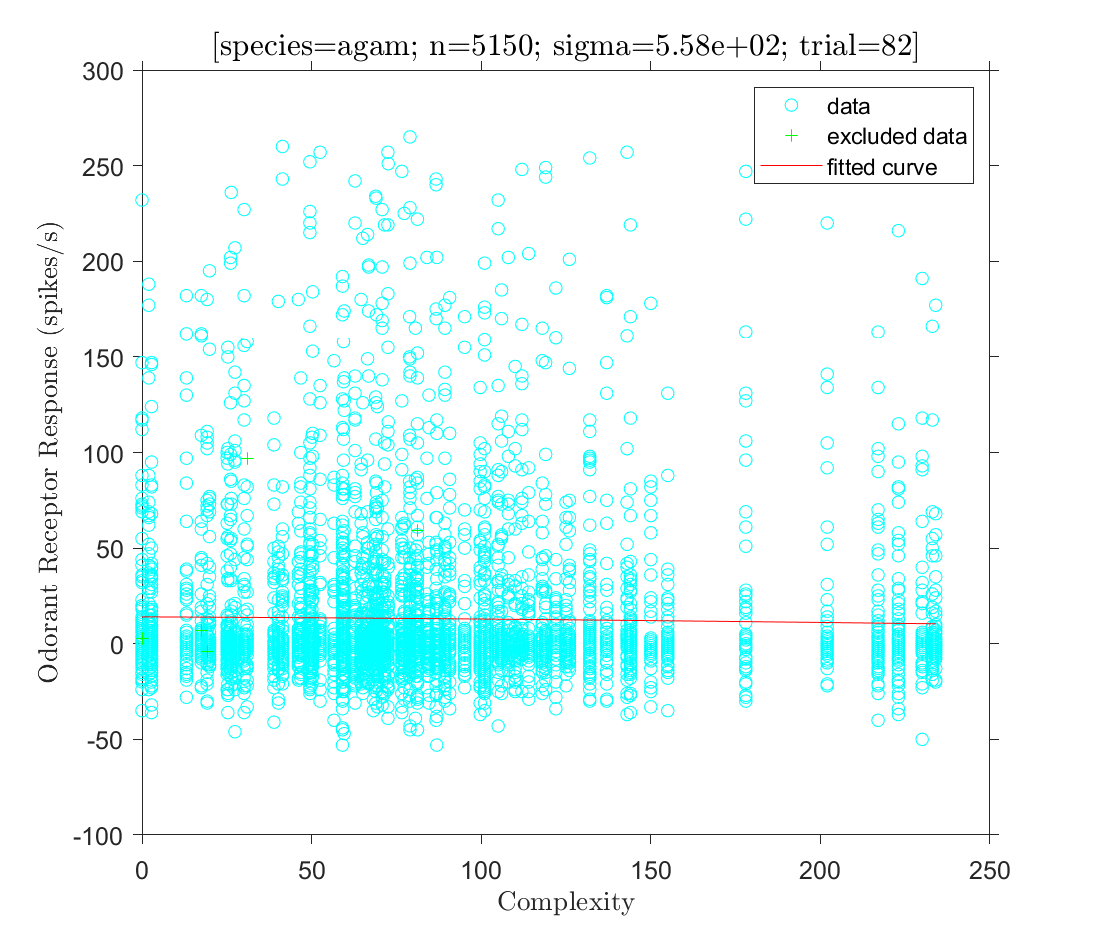 [species=agam; n=5150; sigma=5.58e+02; trial=82]
300
250
200
150
100
50
0
-50
-100
Odorant Receptor Response (spikes/s)
data
excluded data
fitted curve
0 50 100 150 200 250
Complexity